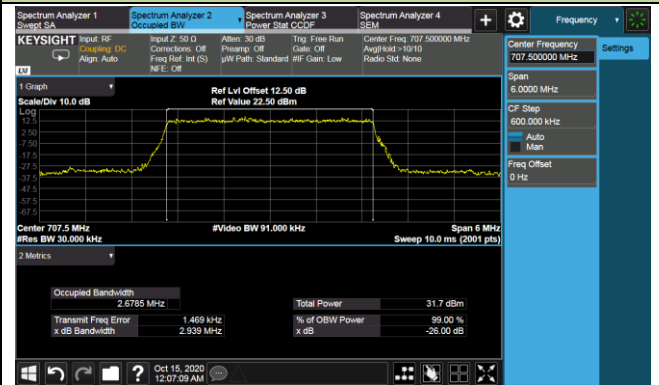 Spectrum Analyzer 1
Swept SA
Spectrum Analyzer 2
Occupied BW
Spectrum Analyzer 3
Power Stat CCDF
Spectrum Analyzer 4
SEM
Frequency
KEYSIGHT
Input: RF
Coupling: DC
Align: Auto
Input Z: 50 Ω
Corrections: Off
Freq Ref: Int (S)
NFE: Off
Atten: 30 dB
Preamp: Off
µW Path: Standard
Trig: Free Run
Gate: Off
#IF Gain: Low
Center Freq: 707.500000 MHz
Avg|Hold:>10/10
Radio Std: None
LXI
Center Frequency
707.500000 MHz
Settings
Span
6.0000 MHz
CF Step
600.000 kHz
Auto
Man
Freq Offset
0 Hz
1 Graph
Scale/Div 10.0 dB
Ref Lvl Offset 12.50 dB
Ref Value 22.50 dBm
Log
12.5
2.50
-7.50
-17.5
-27.5
-37.5
-47.5
-57.5
-67.5
Center 707.5 MHz
#Res BW 30.000 kHz
#Video BW 91.000 kHz
Span 6 MHz
Sweep 10.0 ms (2001 pts)
2 Metrics
Occupied Bandwidth
2.6785 MHz
Total Power 31.7 dBm
Transmit Freq Error 1.469 kHz
% of OBW Power 99.00 %
x dB Bandwidth 2.939 MHz
x dB -26.00 dB
?
Oct 15, 2020
12:07:09 AM